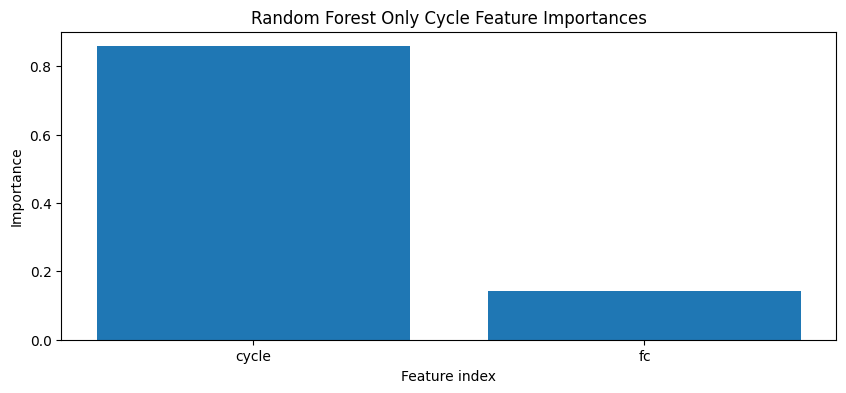 Random Forest Only Cycle Feature Importances
Importance
0.8
0.6
0.4
0.2
0.0
cycle fc
Feature index